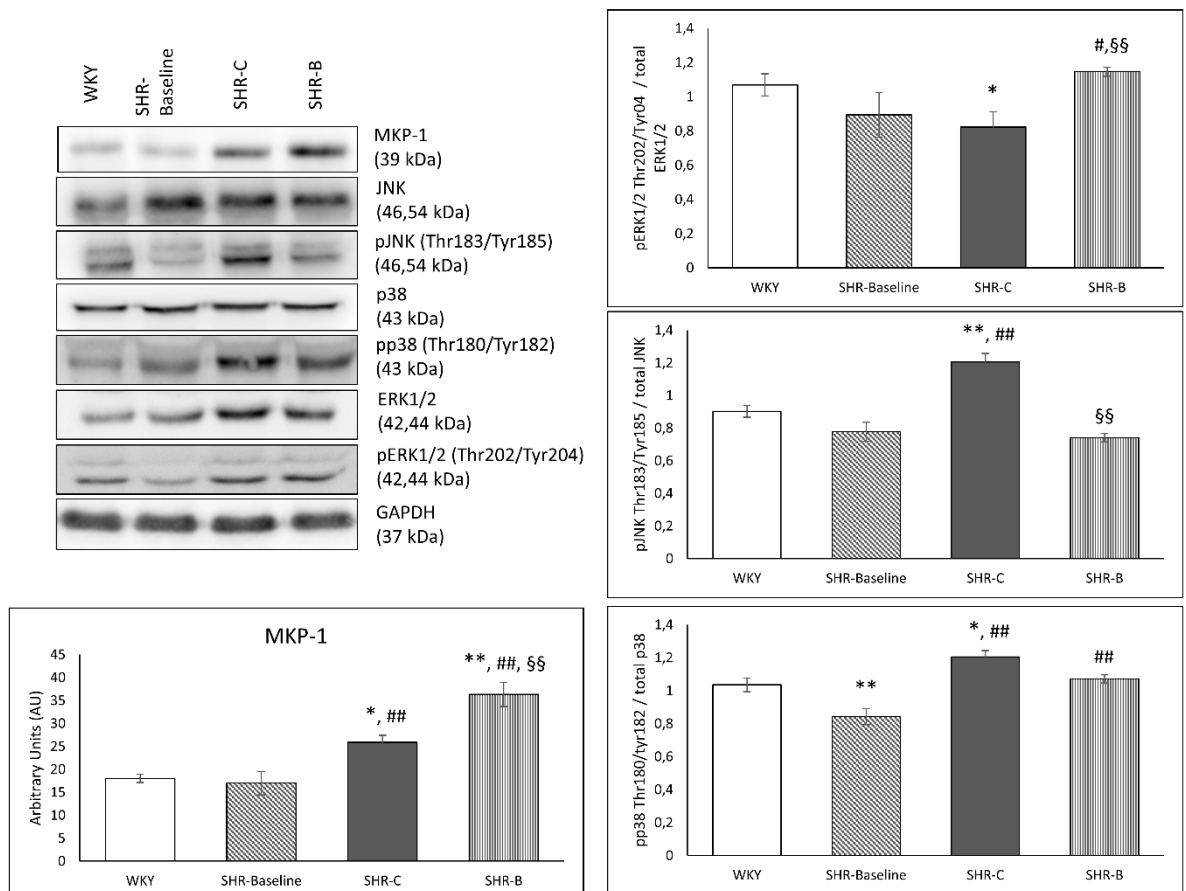 WKY
SHR-
Baseline
SHR-C
SHR-B
MKP-1
(39 kDa)
JNK
(46,54 kDa)
pJNK (Thr183/Tyr185)
(46,54 kDa)
p38
(43 kDa)
pp38 (Thr180/Tyr182)
(43 kDa)
ERK1/2
(42,44 kDa)
pERK1/2 (Thr202/Tyr204)
(42,44 kDa)
GAPDH
(37 kDa)
pERK1/2 Thr202/Tyr04 / total
ERK1/2
1,4
1,2
1
0,8
0,6
0,4
0,2
0
*
#,§§
WKY
SHR-Baseline
SHR-C
SHR-B
pJNK Thr183/Tyr185 / total JNK
1,4
1,2
1
0,8
0,6
0,4
0,2
0
**, ##
§§
WKY
SHR-Baseline
SHR-C
SHR-B
MKP-1
Arbitrary Units (AU)
45
40
35
30
25
20
15
10
5
0
*, ##
**, ##, §§
WKY
SHR-Baseline
SHR-C
SHR-B
pp38 Thr180/tyr182 / total p38
1,4
1,2
1
0,8
0,6
0,4
0,2
0
**
*, ##
##
WKY
SHR-Baseline
SHR-C
SHR-B